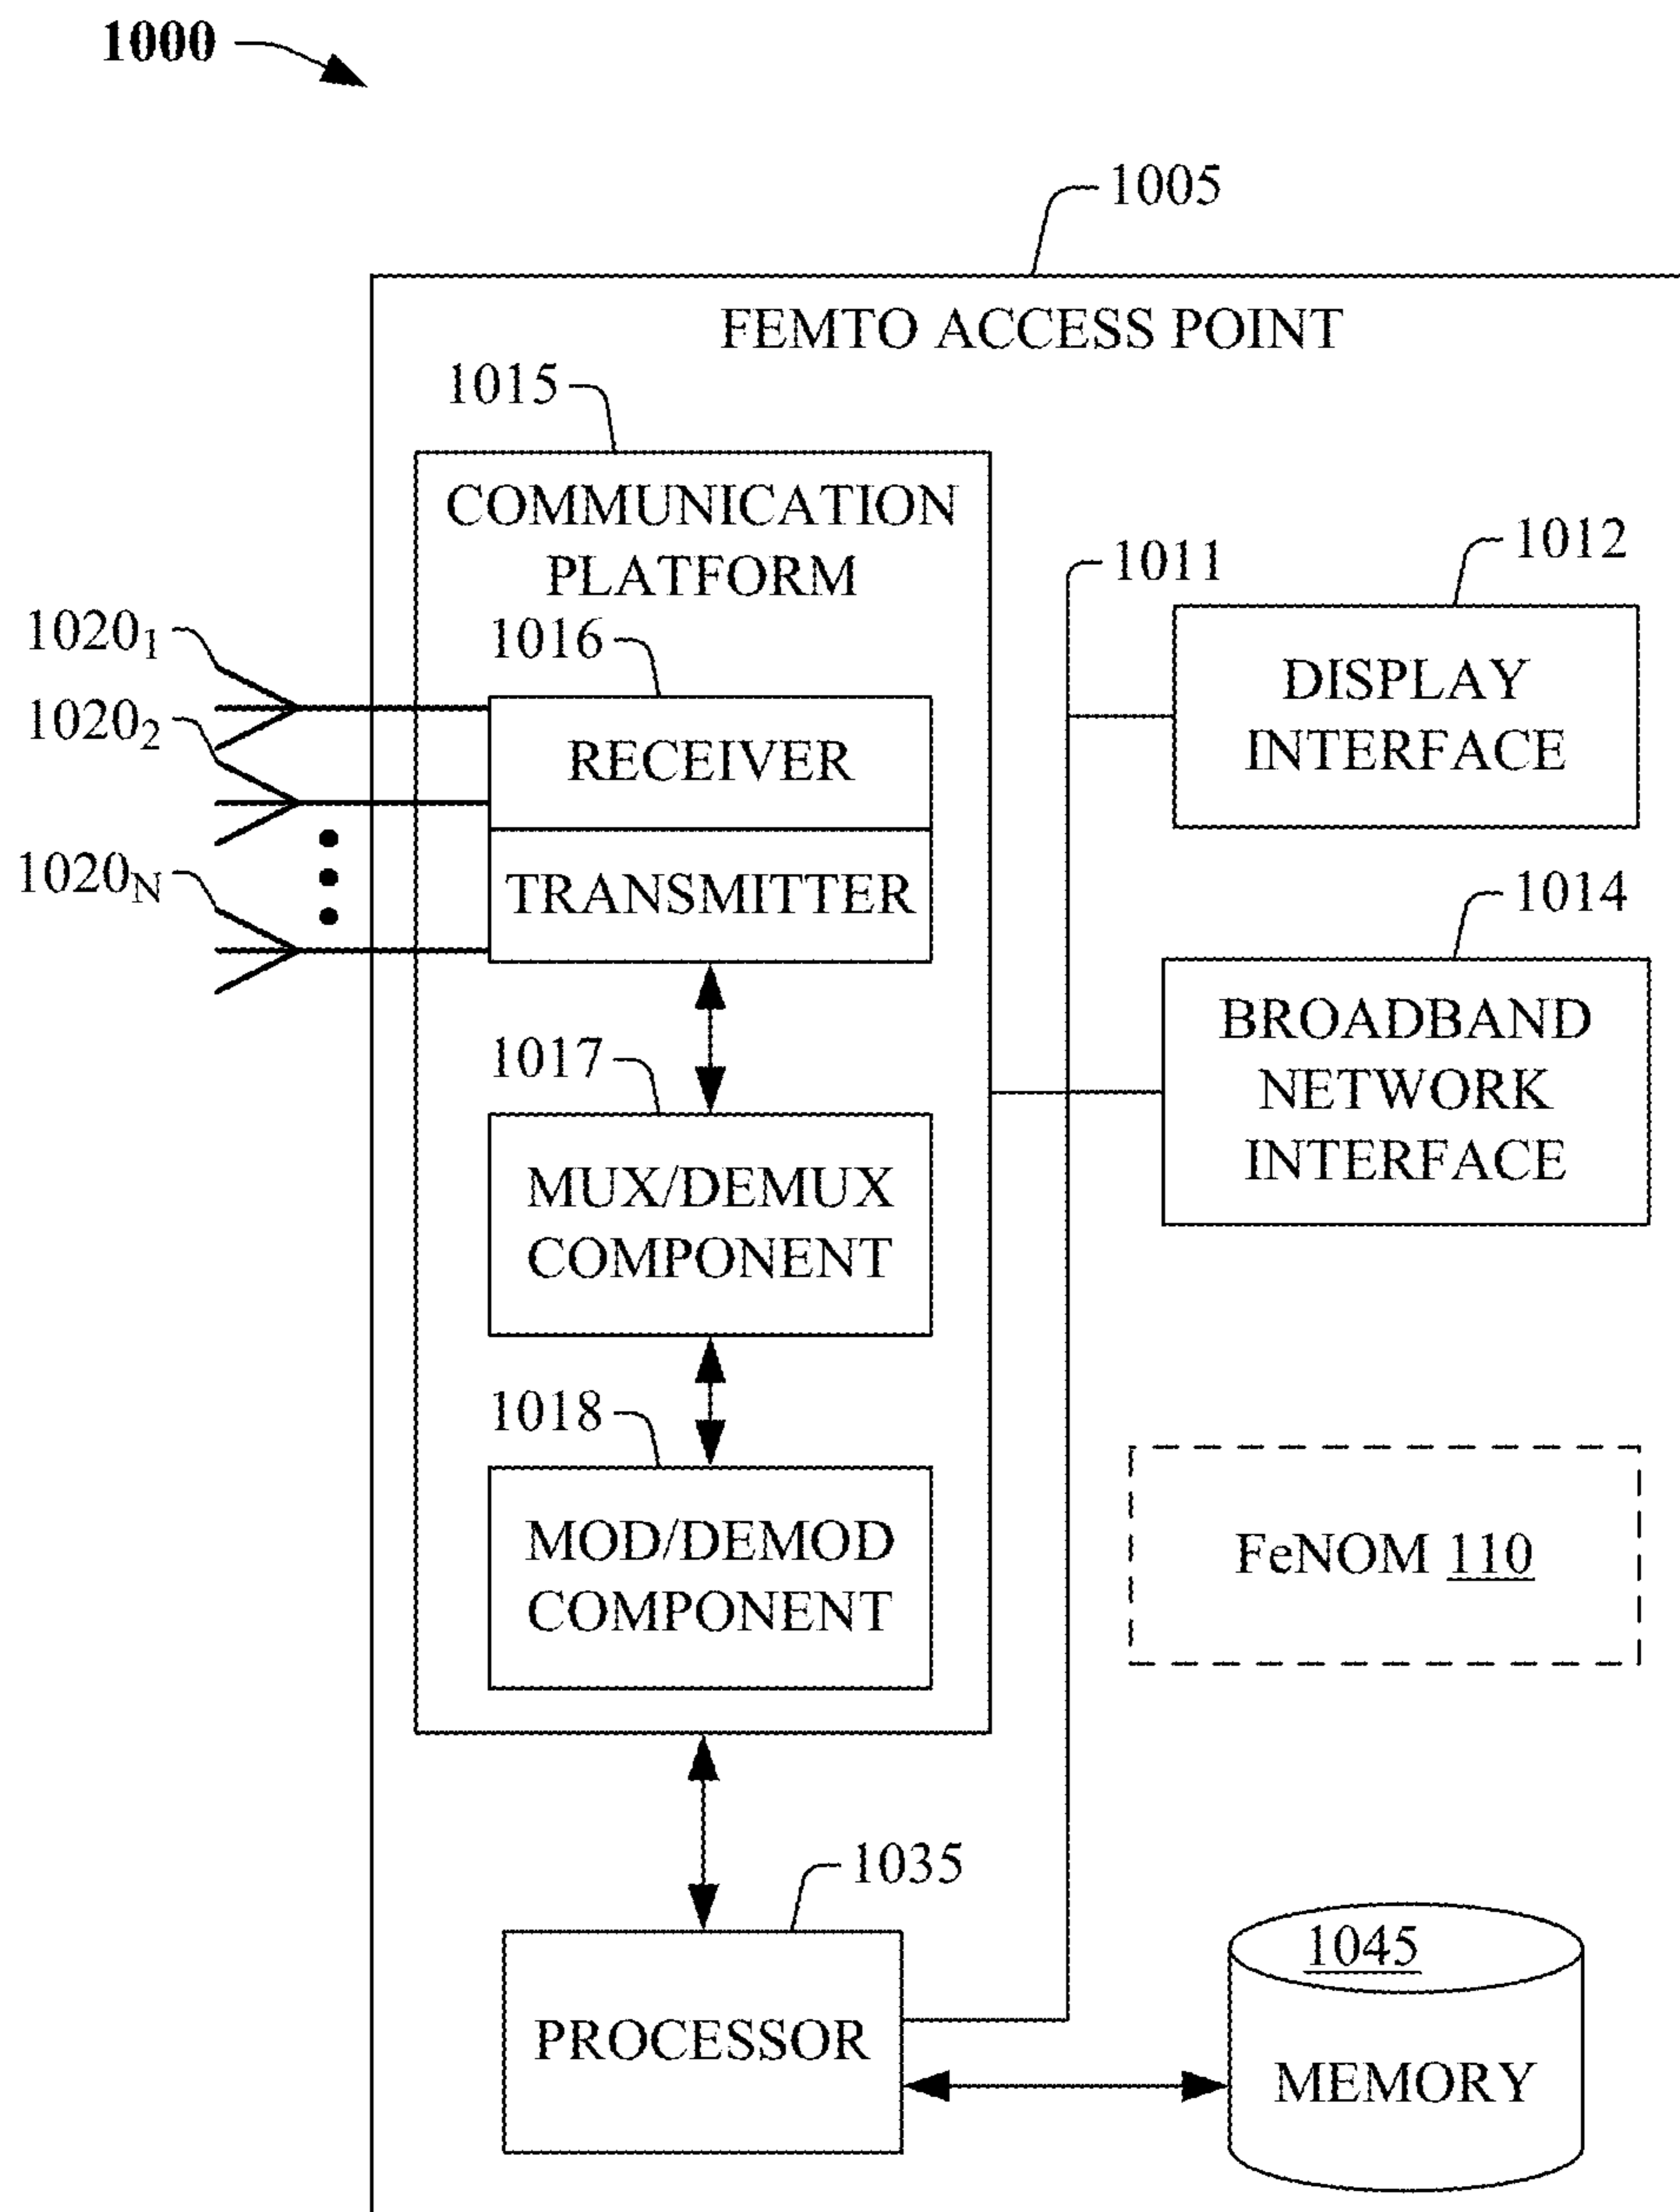 1000
1005
FEMTO ACCESS POINT
1015
COMMUNICATION
PLATFORM
1011
1012
DISPLAY
INTERFACE
1020₁
1016
RECEIVER
1020₂
TRANSMITTER
1020N
1014
BROADBAND
NETWORK
INTERFACE
1017
MUX/DEMUX
COMPONENT
1018
MOD/DEMOD
COMPONENT
FeNOM 110
1035
PROCESSOR
1045
MEMORY